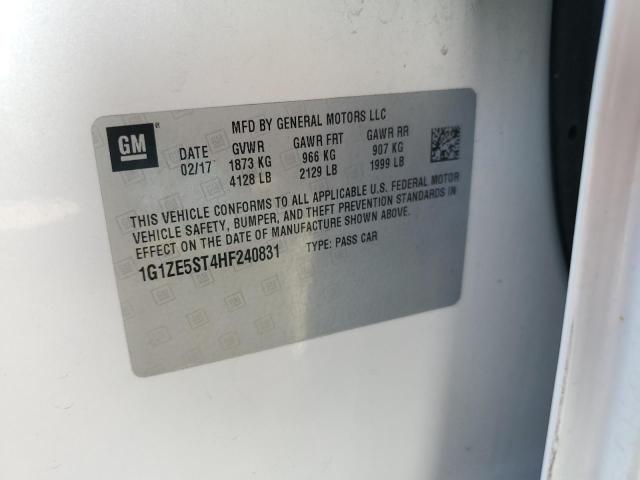 GM
MFD BY GENERAL MOTORS LLC
DATE GVWR GAWR FRT GAWR RR
02/17 1873 KG 966 KG 907 KG
4128 LB 2129 LB 1999 LB
THIS VEHICLE CONFORMS TO ALL APPLICABLE U.S. FEDERAL MOTOR
VEHICLE SAFETY, BUMPER, AND THEFT PREVENTION STANDARDS IN
EFFECT ON THE DATE OF MANUFACTURE SHOWN ABOVE.
1G1ZE5ST4HF240831 TYPE: PASS CAR